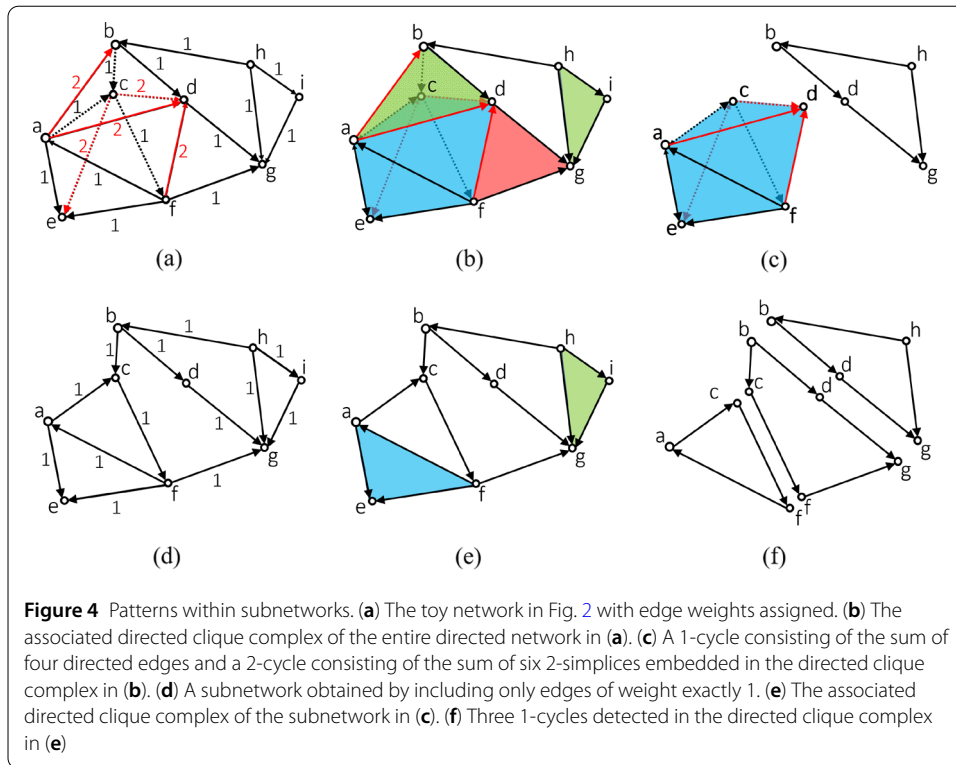 b
1
h
1
1
1
i
2
c
2
d
1
1
a
1
2
1
2
1
1
1
g
e
1
f
1
(a)
b
h
c
d
i
a
g
e
f
(b)
b
h
c
d
d
a
g
e
f
(c)
b
1
h
1
1
1
i
c
d
1
1
1
a
1
1
1
1
g
e
1
f
1
(d)
b
h
i
c
d
a
g
e
f
(e)
b
h
b
d
c
c
d
a
g
g
f
f
(f)
Figure 4 Patterns within subnetworks. (a) The toy network in Fig. 2 with edge weights assigned. (b) The
associated directed clique complex of the entire directed network in (a). (c) A 1-cycle consisting of the sum of
four directed edges and a 2-cycle consisting of the sum of six 2-simplices embedded in the directed clique
complex in (b). (d) A subnetwork obtained by including only edges of weight exactly 1. (e) The associated
directed clique complex of the subnetwork in (c). (f) Three 1-cycles detected in the directed clique complex
in (e)